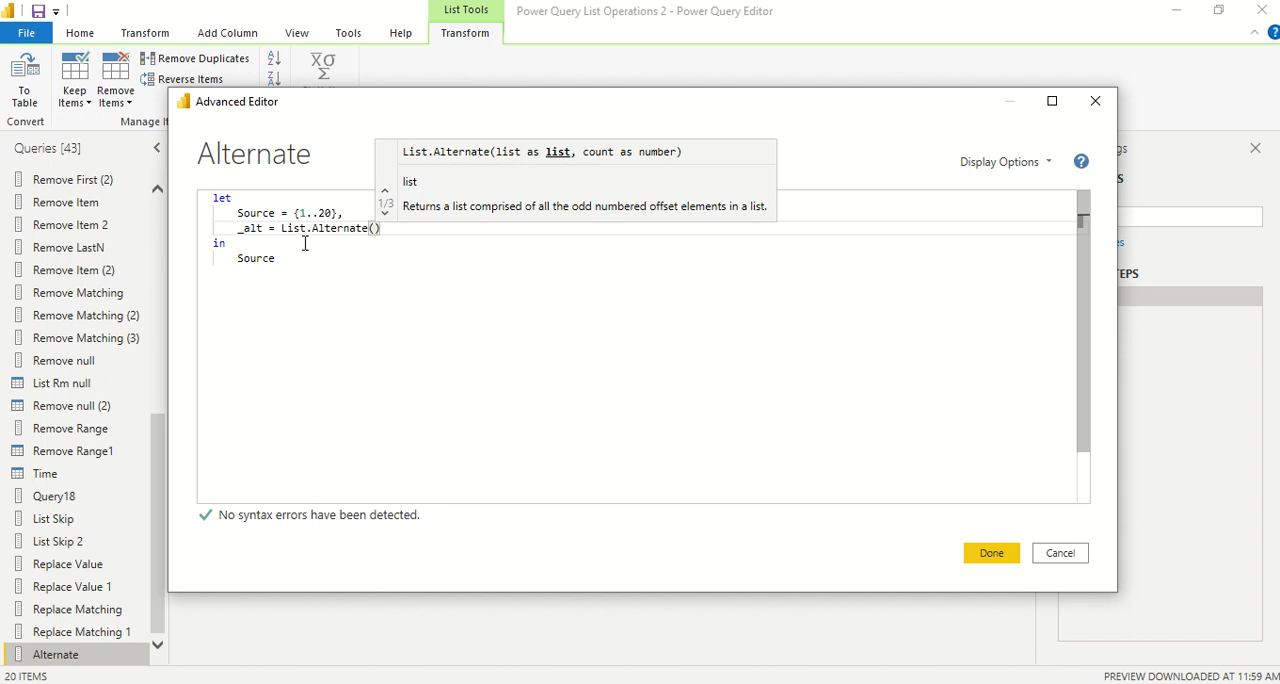 List Tools
Power Query List Operations 2 - Power Query Editor
File
Home
Transform
Add Column
View
Tools
Help
Transform
To
Table
Keep
Items
Remove
Items
Remove Duplicates
Reverse Items
Convert
Manage It
Queries [43]
Remove First (2)
Remove Item
Remove Item 2
Remove LastN
Remove Item (2)
Remove Matching
Remove Matching (2)
Remove Matching (3)
Remove null
List Rm null
Remove null (2)
Remove Range
Remove Range1
Time
Query18
List Skip
List Skip 2
Replace Value
Replace Value 1
Replace Matching
Replace Matching 1
Alternate
Advanced Editor
Alternate
Display Options
List.Alternate(list as list, count as number)
list
1/3
Returns a list comprised of all the odd numbered offset elements in a list.
let
Source = {1..20},
_alt = List.Alternate()
in
Source
No syntax errors have been detected.
Done
Cancel
gs
S
es
EPS
20 ITEMS
PREVIEW DOWNLOADED AT 11:59 AM